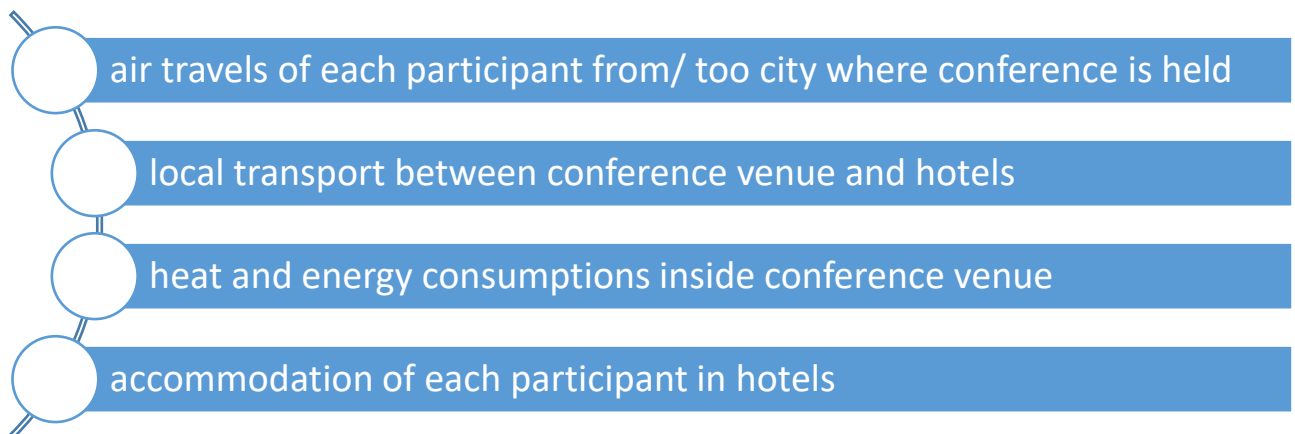 air travels of each participant from/ too city where conference is held
local transport between conference venue and hotels
heat and energy consumptions inside conference venue
accommodation of each participant in hotels